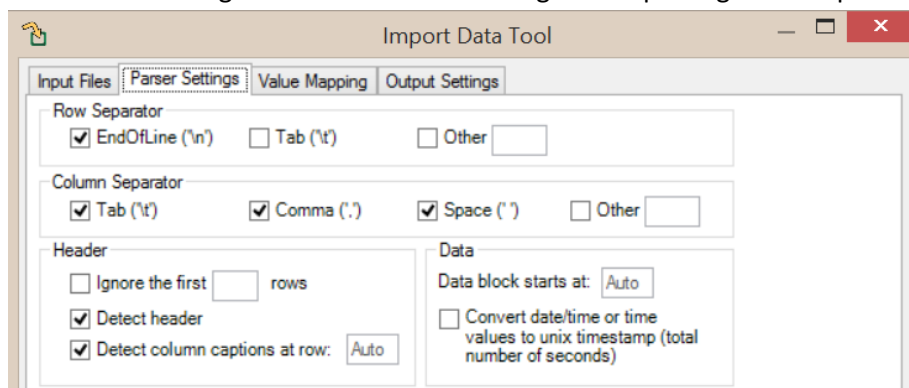 Import Data Tool
Input Files Parser Settings Value Mapping Output Settings
Row Separator
EndOfLine ('\n') Tab ('\t') Other
Column Separator
Tab ('\t') Comma (',') Space (' ') Other
Header
Ignore the first rows
Detect header
Detect column captions at row: Auto
Data
Data block starts at: Auto
Convert date/time or time
values to unix timestamp (total
number of seconds)